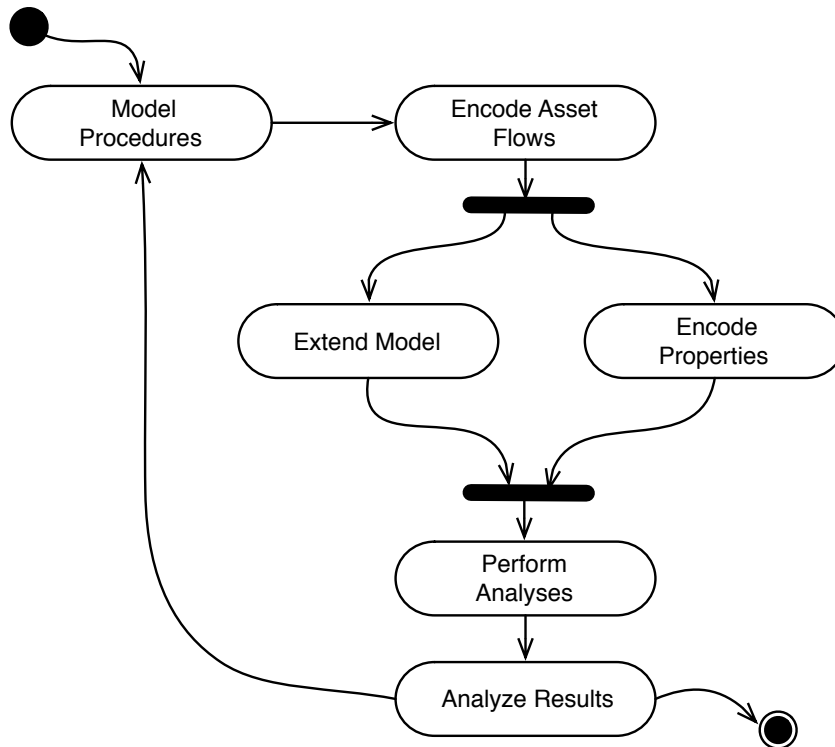 Model
Procedures
Encode Asset
Flows
Extend Model
Encode
Properties
Perform
Analyses
Analyze Results